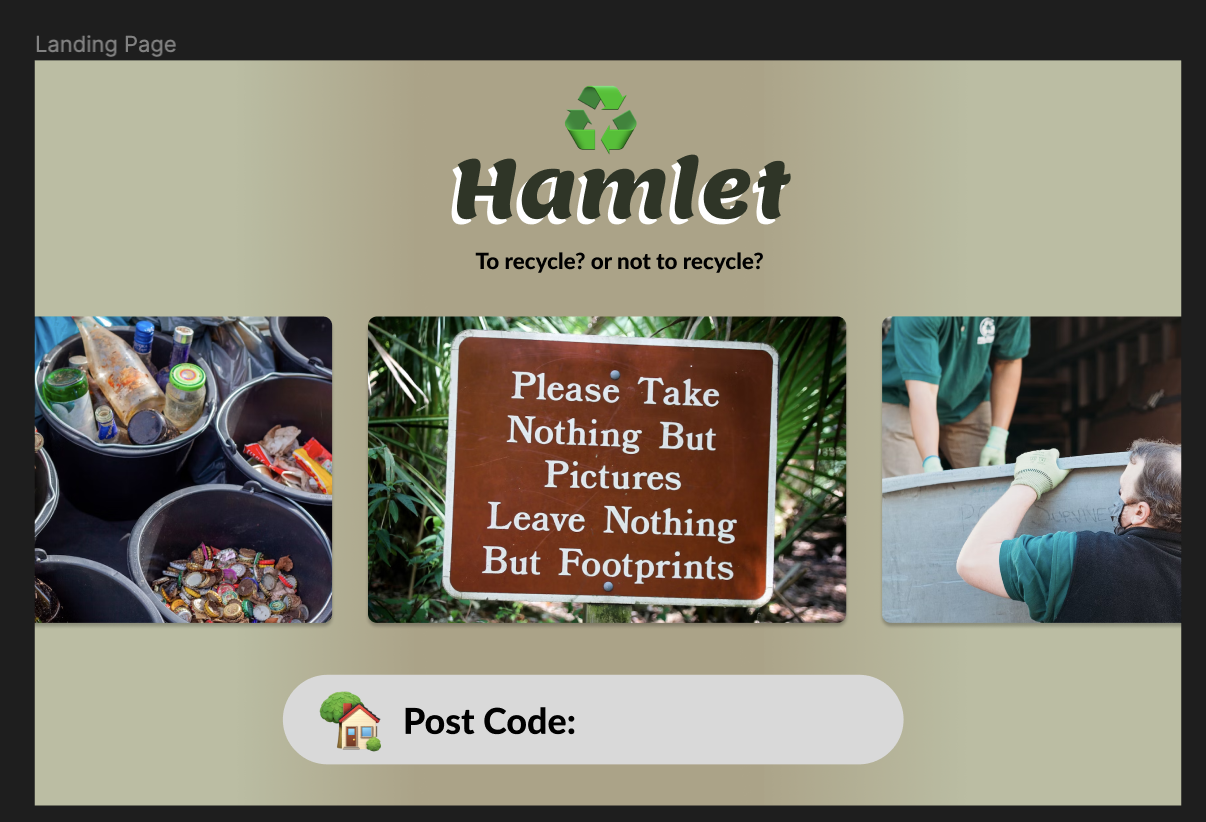 Landing Page
Hamlet
To recycle? or not to recycle?
Please Take
Nothing But
Pictures
Leave Nothing
But Footprints
Post Code: